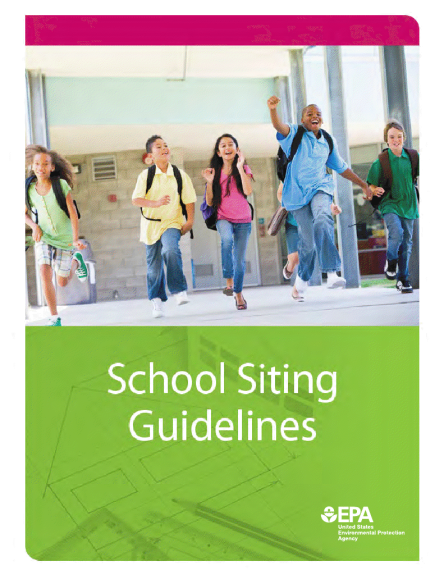 School Siting
Guidelines
EPA
United States
Environmental Protection
Agency